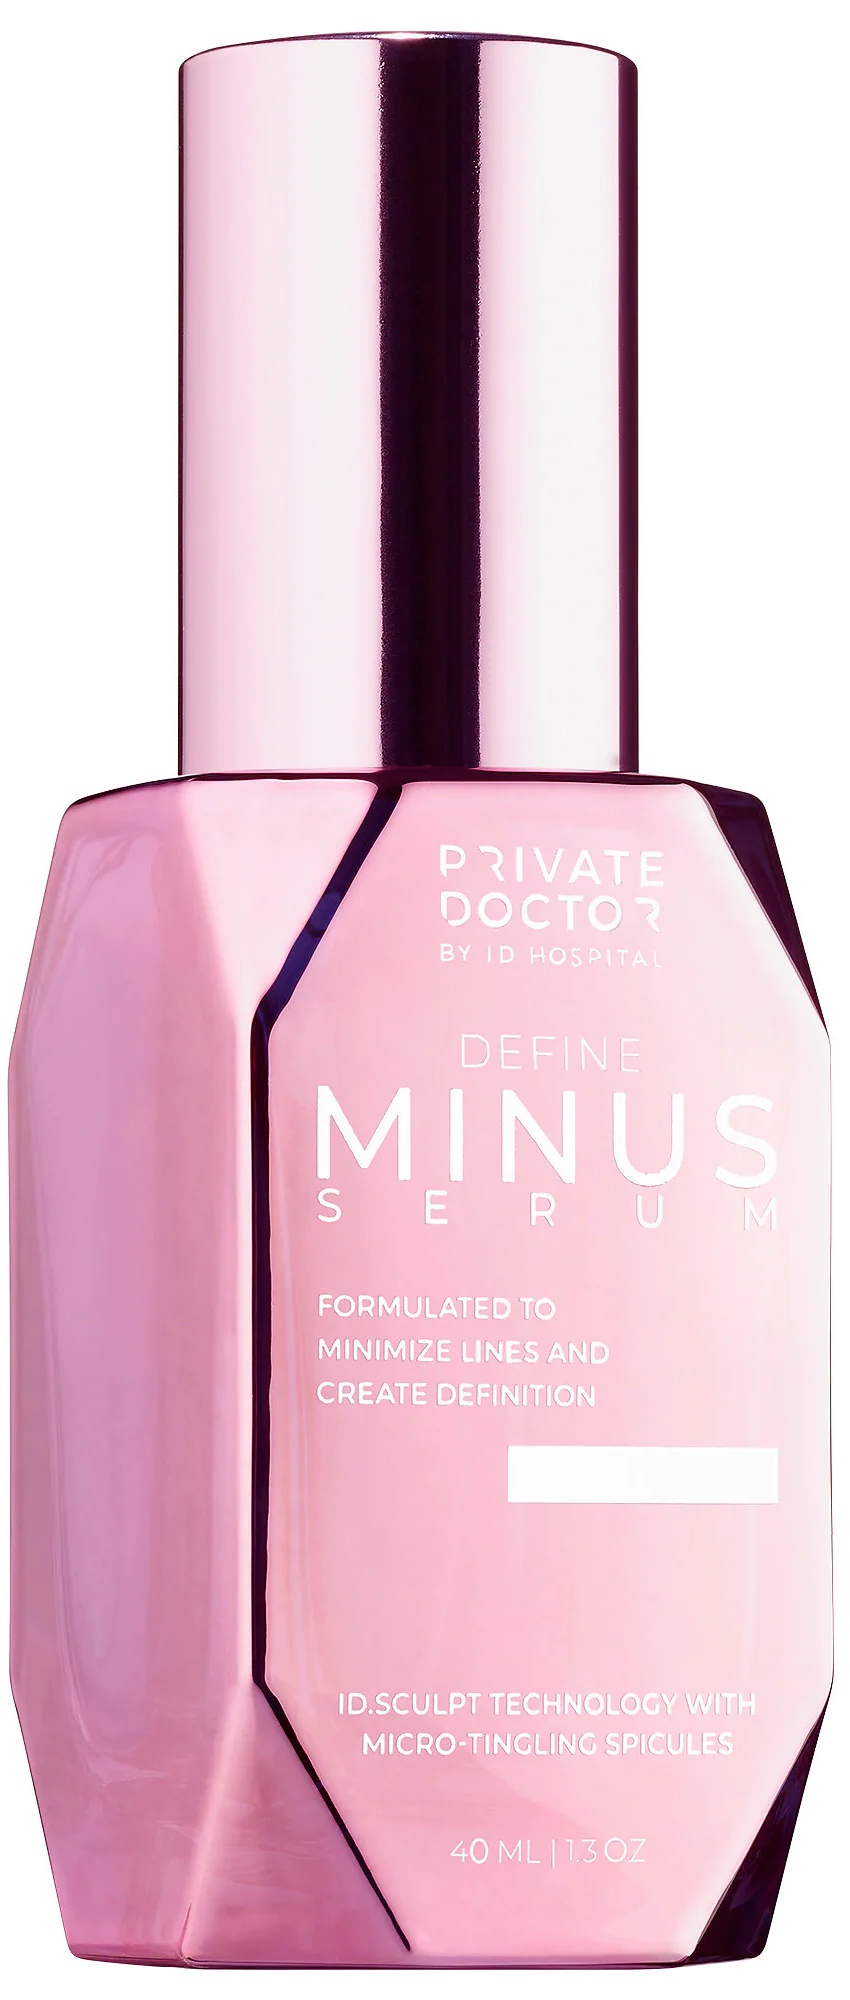 PRIVATE
DOCTOR
BY ID HOSPITAL
DEFINE
MINUS
SERUM
FORMULATED TO
MINIMIZE LINES AND
CREATE DEFINITION
ID.SCULPT TECHNOLOGY WITH
MICRO-TINGLING SPICULES
40 ML | 1.3 OZ